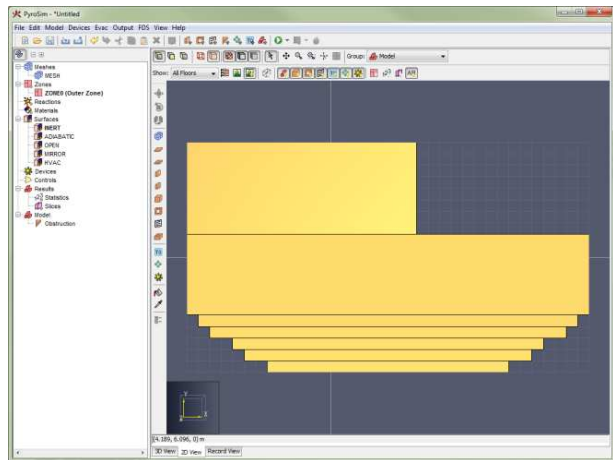 PyroSim - "Untitled
File Edit Model Devices Evac Output FDS View Help
Group: Model
Show: All Floors
Meshes
MESH
Zones
ZONE0 (Outer Zone)
Reactions
Materials
Surfaces
INERT
ADIABATIC
OPEN
MIRROR
HVAC
Devices
Controls
Results
Statistics
Slices
Model
Obstruction
Y
X
[4.189, 6.096, 0] m
3D View 2D View Record View